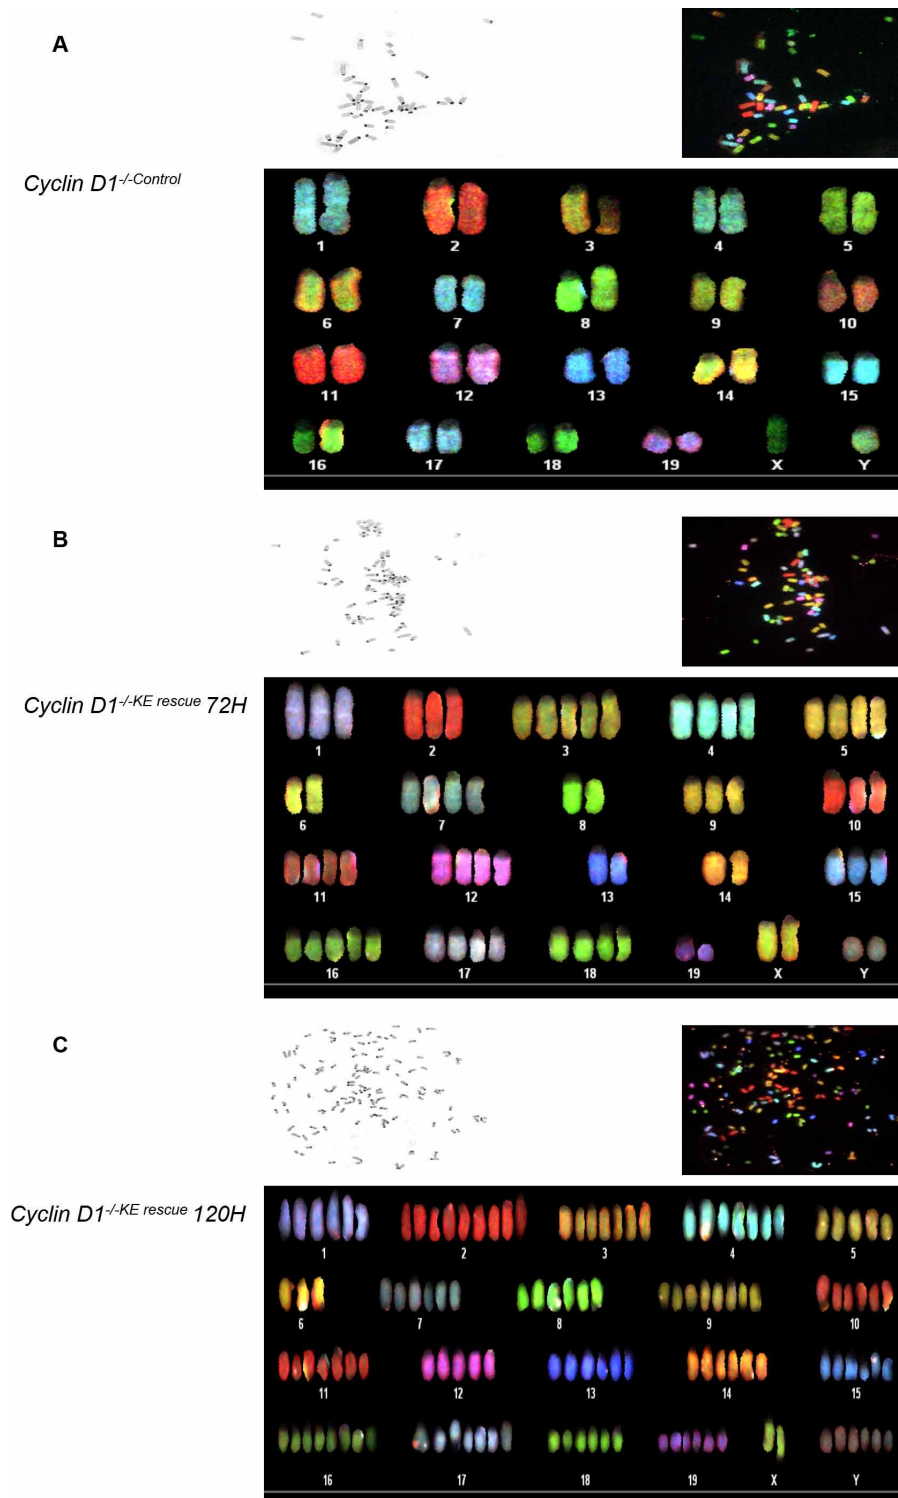 A
Cyclin D1-/-Control
1 2 3 4 5
6 7 8 9 10
11 12 13 14 15
16 17 18 19 X Y
B
Cyclin D1-/-KE rescue 72H
1 2 3 4 5
6 7 8 9 10
11 12 13 14 15
16 17 18 19 X Y
C
Cyclin D1-/-KE rescue 120H
1 2 3 4 5
6 7 8 9 10
11 12 13 14 15
16 17 18 19 X Y